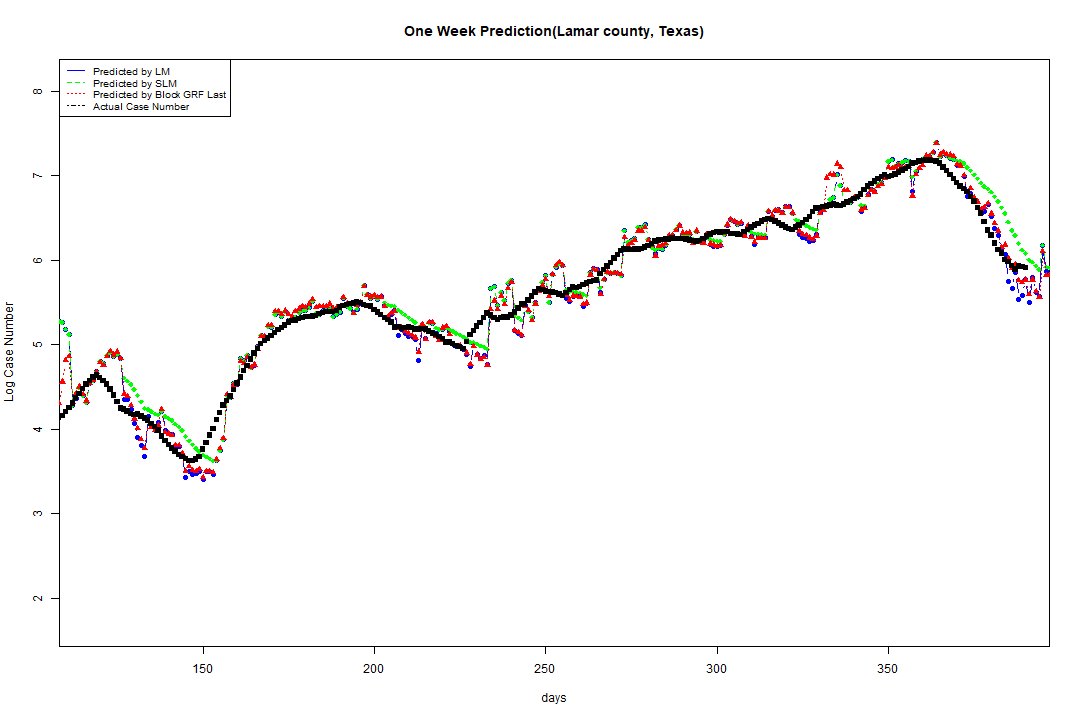 One Week Prediction(Lamar county, Texas)
Predicted by LM
Predicted by SLM
Predicted by Block GRF Last
Actual Case Number
8
7
6
5
4
3
2
Log Case Number
150 200 250 300 350
days